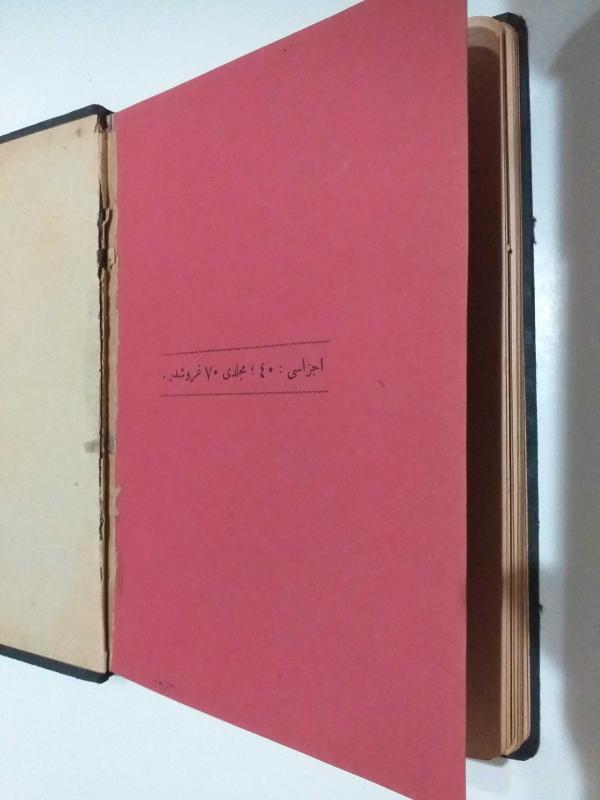 اجزاسی : ٤٠ ؛ مجلدی ٧٠ غروشدر .